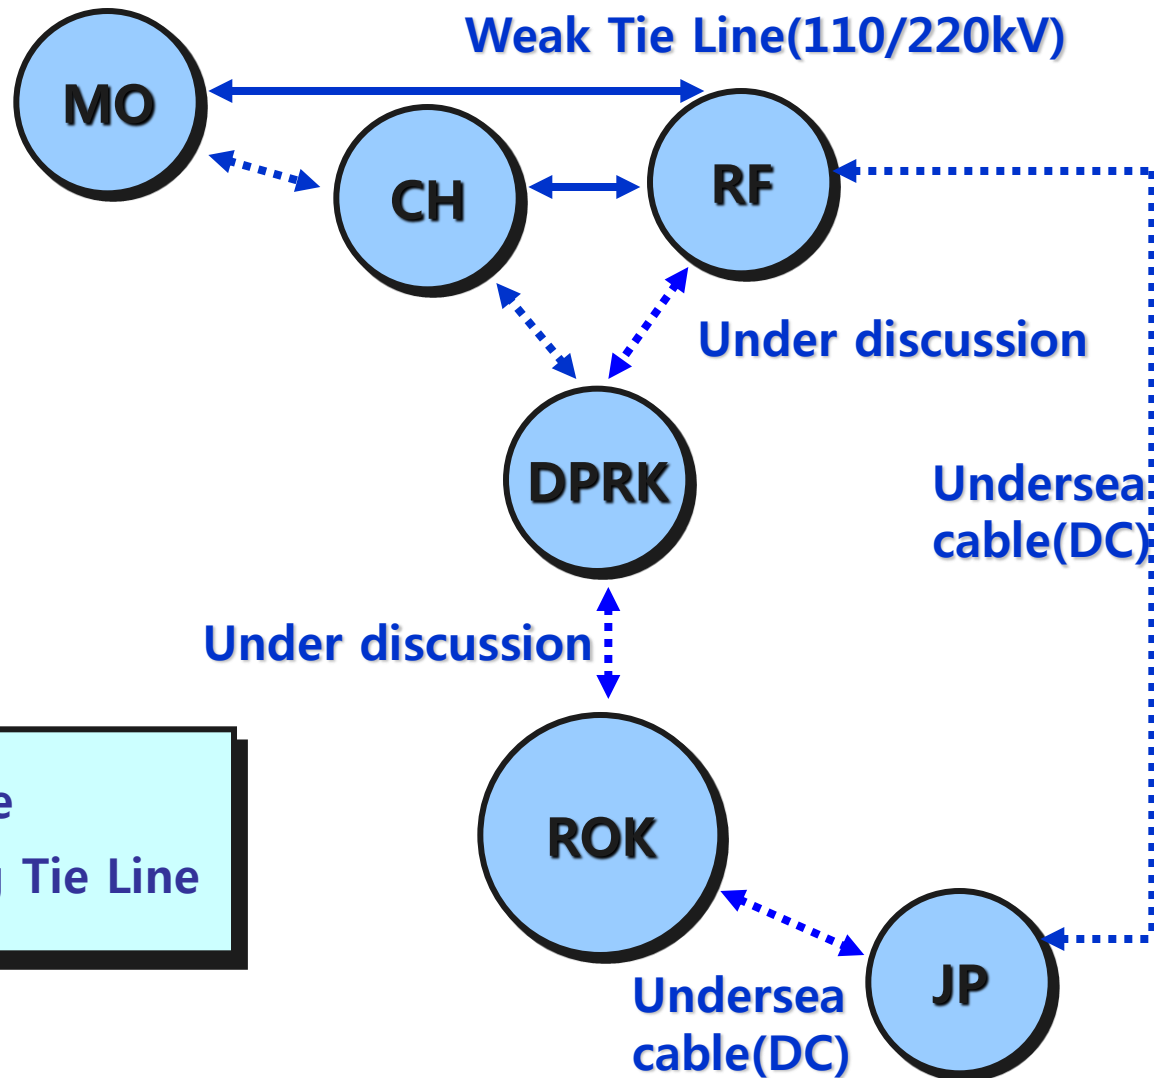 Weak Tie Line(110/220kV)
MO
CH
RF
Under discussion
DPRK
Undersea
cable(DC)
Under discussion
ROK
Tie Line
JP
Undersea
cable(DC)